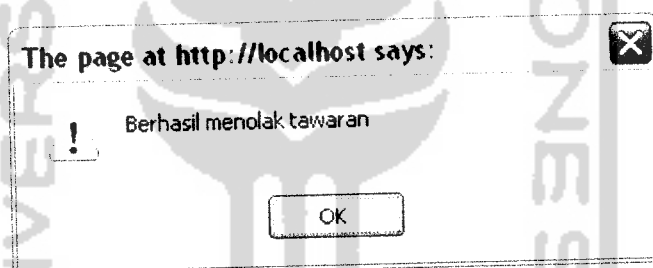 The page at http://localhost says:
Berhasil menolak tawaran
OK